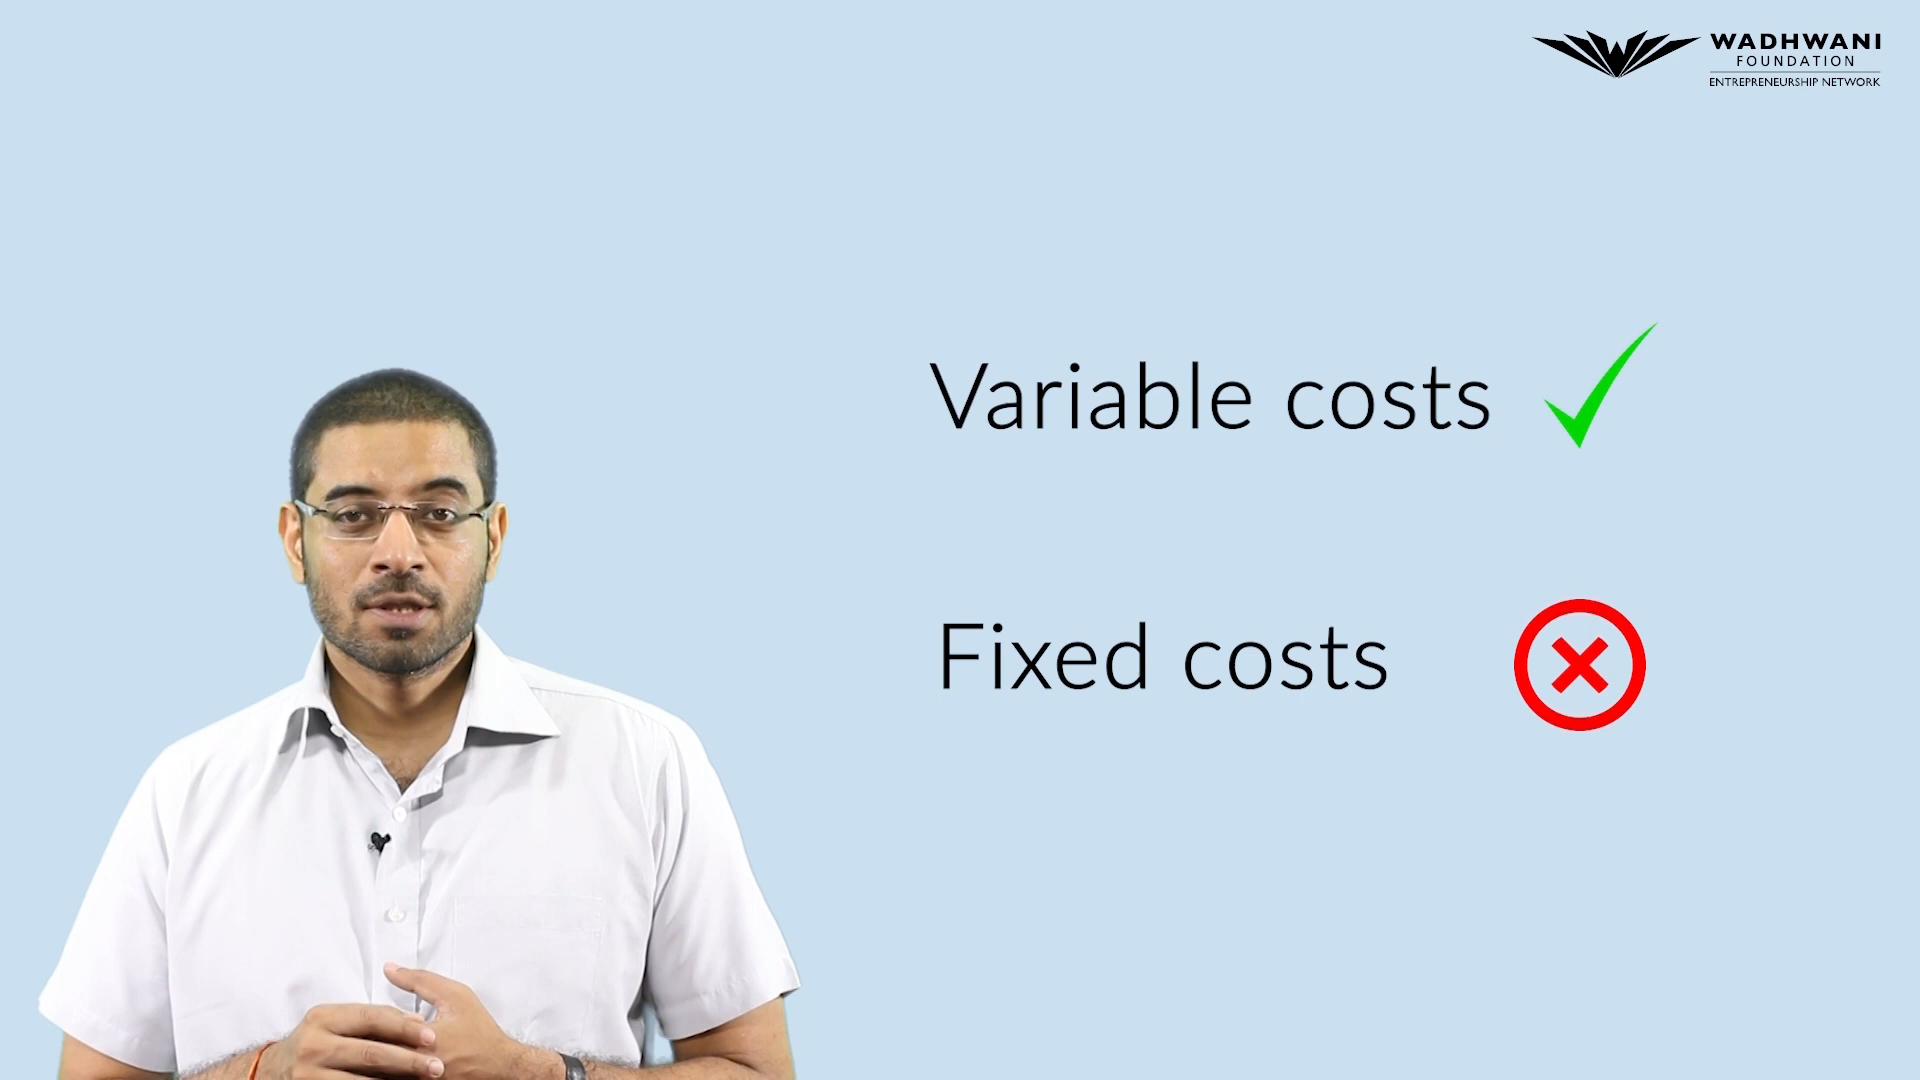 WADHWANI
FOUNDATION
ENTREPRENEURSHIP NETWORK
Variable costs
Fixed costs